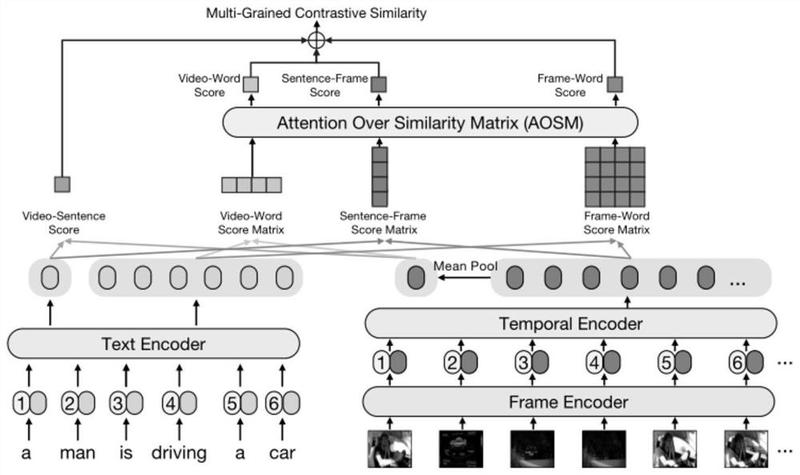 Multi-Grained Contrastive Similarity
Video-Word Score
Sentence-Frame Score
Frame-Word Score
Attention Over Similarity Matrix (AOSM)
Video-Sentence Score
Video-Word Score Matrix
Sentence-Frame Score Matrix
Frame-Word Score Matrix
Mean Pool
...
Text Encoder
Temporal Encoder
1 2 3 4 5 6 ...
Frame Encoder
1 2 3 4 5 6
a man is driving a car
...